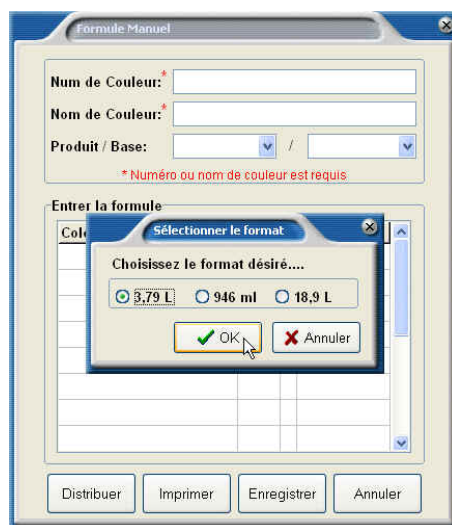 Formule Manuel
Num de Couleur:*
Nom de Couleur:*
Produit / Base:
/
* Numéro ou nom de couleur est requis
Entrer la formule
Sélectionner le format
Choisissez le format désiré....
3,79 L 946 ml 18,9 L
OK Annuler
Distribuer Imprimer Enregistrer Annuler